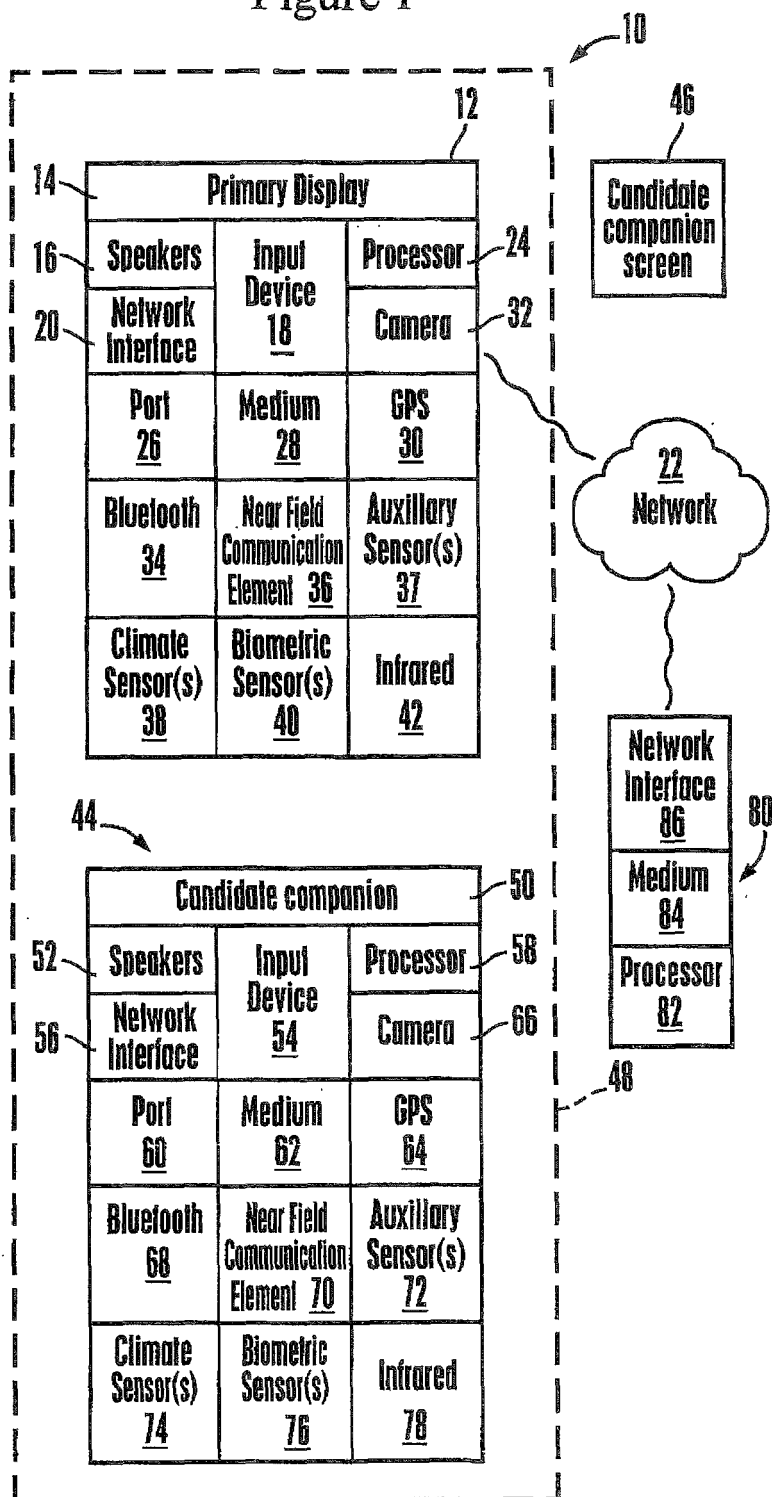 Figure 1
10
12
46
14
Primary Display
Candidate
companion
screen
16
Speakers
Input
Device
18
Processor
24
20
Network
Interface
Camera
32
Port
26
Medium
28
GPS
30
22
Network
Bluetooth
34
Near Field
Communication
Element 36
Auxillary
Sensor(s)
37
Climate
Sensor(s)
38
Biometric
Sensor(s)
40
Infrared
42
Network
Interface
86
80
Medium
84
Processor
82
44
Candidate companion
50
52
Speakers
Input
Device
54
Processor
58
56
Network
Interface
Camera
66
48
Port
60
Medium
62
GPS
64
Bluetooth
68
Near Field
Communication
Element 70
Auxillary
Sensor(s)
72
Climate
Sensor(s)
74
Biometric
Sensor(s)
76
Infrared
78